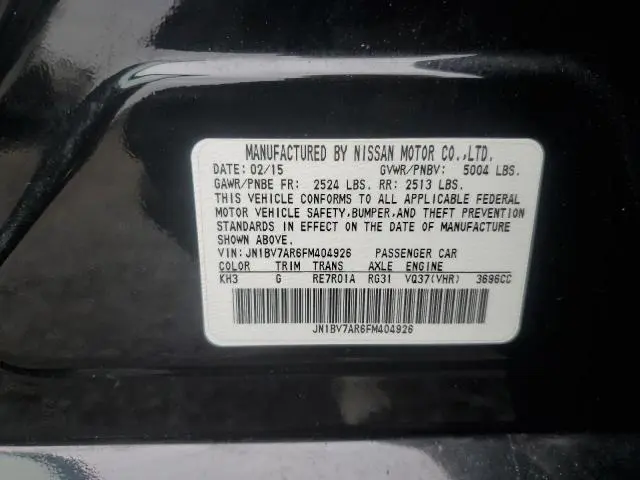 MANUFACTURED BY NISSAN MOTOR CO.,LTD.
DATE: 02/15 GVWR/PNBV: 5004 LBS.
GAWR/PNBE FR: 2524 LBS. RR: 2513 LBS.
THIS VEHICLE CONFORMS TO ALL APPLICABLE FEDERAL
MOTOR VEHICLE SAFETY,BUMPER,AND THEFT PREVENTION
STANDARDS IN EFFECT ON THE DATE OF MANUFACTURE
SHOWN ABOVE.
VIN: JN1BV7AR6FM404926 PASSENGER CAR
COLOR TRIM TRANS AXLE ENGINE
KH3 G RE7R01A RG31 VQ37(VHR) 3696CC
JN1BV7AR6FM404926